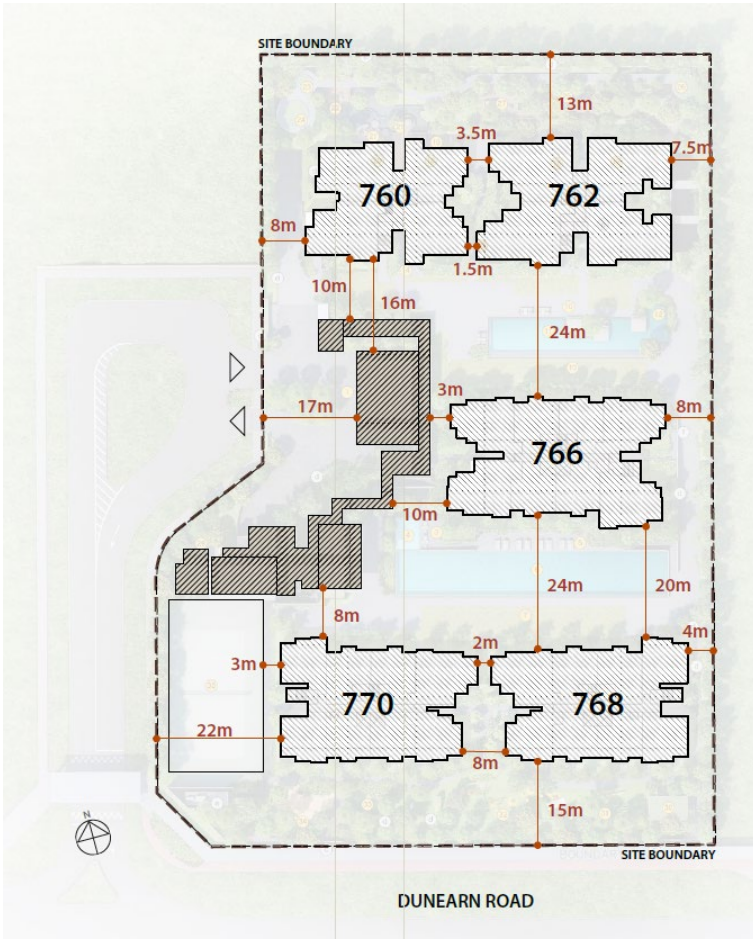 SITE BOUNDARY
13m
3.5m
7.5m
760
762
8m
1.5m
10m
16m
24m
3m
17m
8m
766
10m
24m
20m
8m
2m
4m
3m
770
768
22m
8m
15m
N
SITE BOUNDARY
DUNEARN ROAD